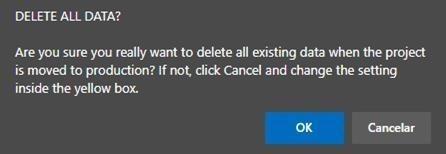 DELETE ALL DATA?
Are you sure you really want to delete all existing data when the project
is moved to production? If not, click Cancel and change the setting
inside the yellow box.
OK
Cancelar